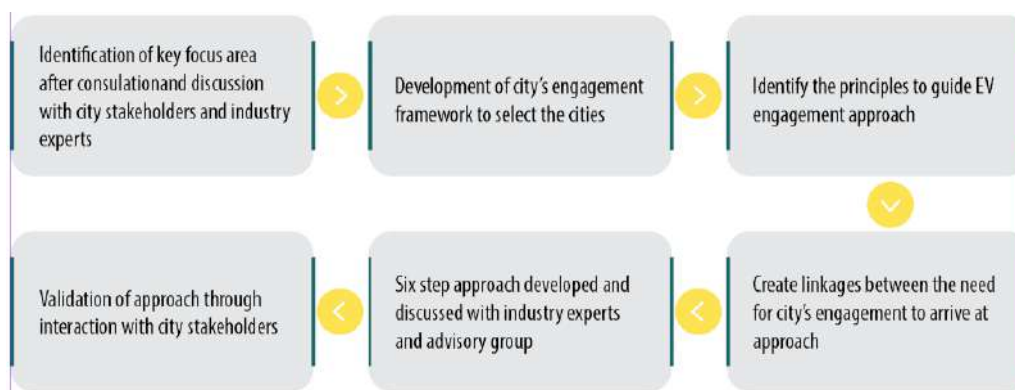 Identification of key focus area
after consulationand discussion
with city stakeholders and industry
experts
Development of city's engagement
framework to select the cities
Identify the principles to guide EV
engagement approach
Create linkages between the need
for city's engagement to arrive at
approach
Six step approach developed and
discussed with industry experts
and advisory group
Validation of approach through
interaction with city stakeholders